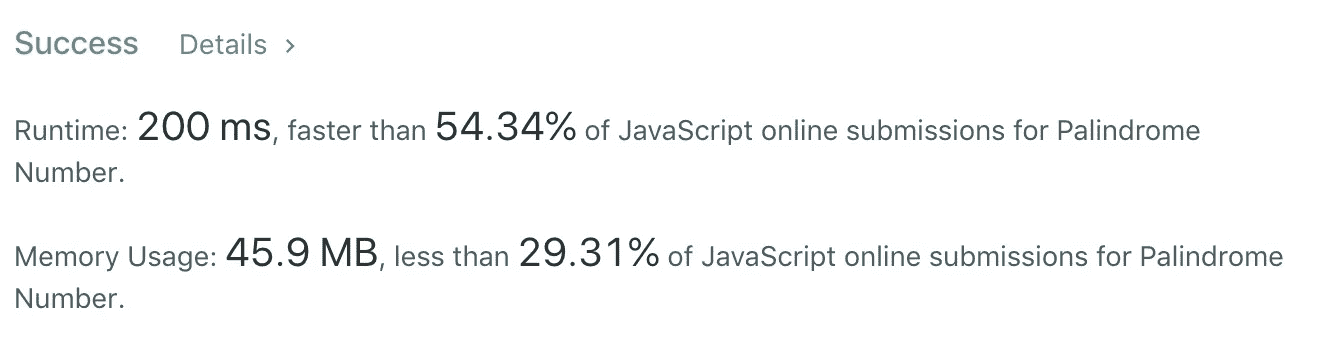 Success Details >
Runtime: 200 ms, faster than 54.34% of JavaScript online submissions for Palindrome
Number.
Memory Usage: 45.9 MB, less than 29.31% of JavaScript online submissions for Palindrome
Number.